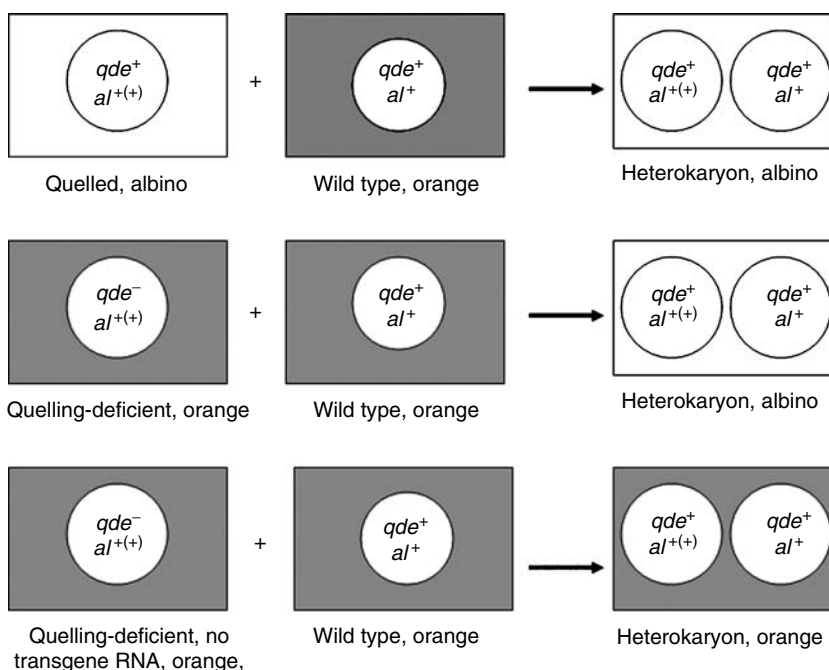 qde⁺
al⁺⁽⁺⁾
+
qde⁺
al⁺
qde⁺
al⁺⁽⁺⁾
qde⁺
al⁺
Quelled, albino
Wild type, orange
Heterokaryon, albino
qde⁻
al⁺⁽⁺⁾
+
qde⁺
al⁺
qde⁺
al⁺⁽⁺⁾
qde⁺
al⁺
Quelling-deficient, orange
Wild type, orange
Heterokaryon, albino
qde⁻
al⁺⁽⁺⁾
+
qde⁺
al⁺
qde⁺
al⁺⁽⁺⁾
qde⁺
al⁺
Quelling-deficient, no
transgene RNA, orange,
Wild type, orange
Heterokaryon, orange